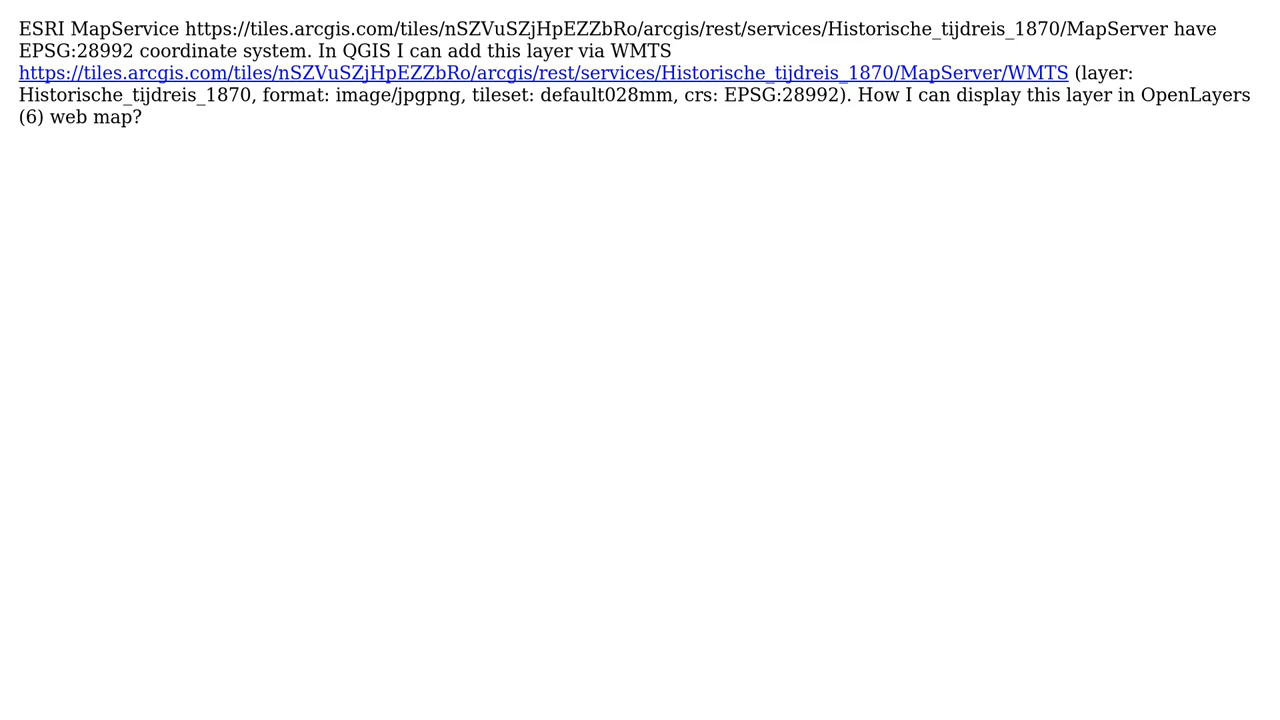 ESRI MapService https://tiles.arcgis.com/tiles/nSZVuSZjHpEZZbRo/arcgis/rest/services/Historische_tijdreis_1870/MapServer have
EPSG:28992 coordinate system. In QGIS I can add this layer via WMTS
https://tiles.arcgis.com/tiles/nSZVuSZjHpEZZbRo/arcgis/rest/services/Historische_tijdreis_1870/MapServer/WMTS (layer:
Historische_tijdreis_1870, format: image/jpgpng, tileset: default028mm, crs: EPSG:28992). How I can display this layer in OpenLayers
(6) web map?